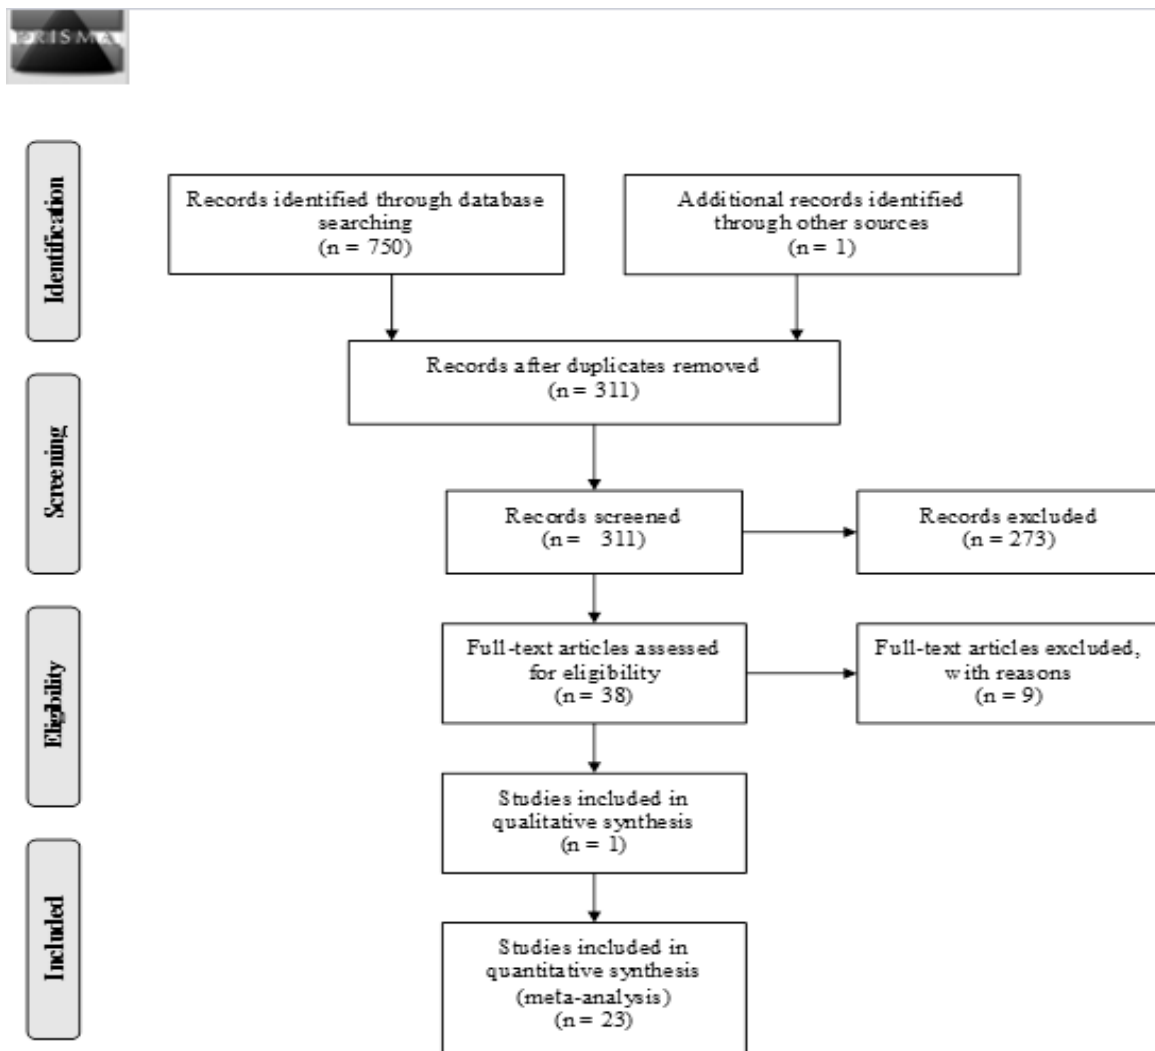 PRISMA
Identification
Records identified through database
searching
(n = 750)
Additional records identified
through other sources
(n = 1)
Records after duplicates removed
(n = 311)
Screening
Records screened
(n = 311)
Records excluded
(n = 273)
Eligibility
Full-text articles assessed
for eligibility
(n = 38)
Full-text articles excluded,
with reasons
(n = 9)
Studies included in
qualitative synthesis
(n = 1)
Included
Studies included in
quantitative synthesis
(meta-analysis)
(n = 23)